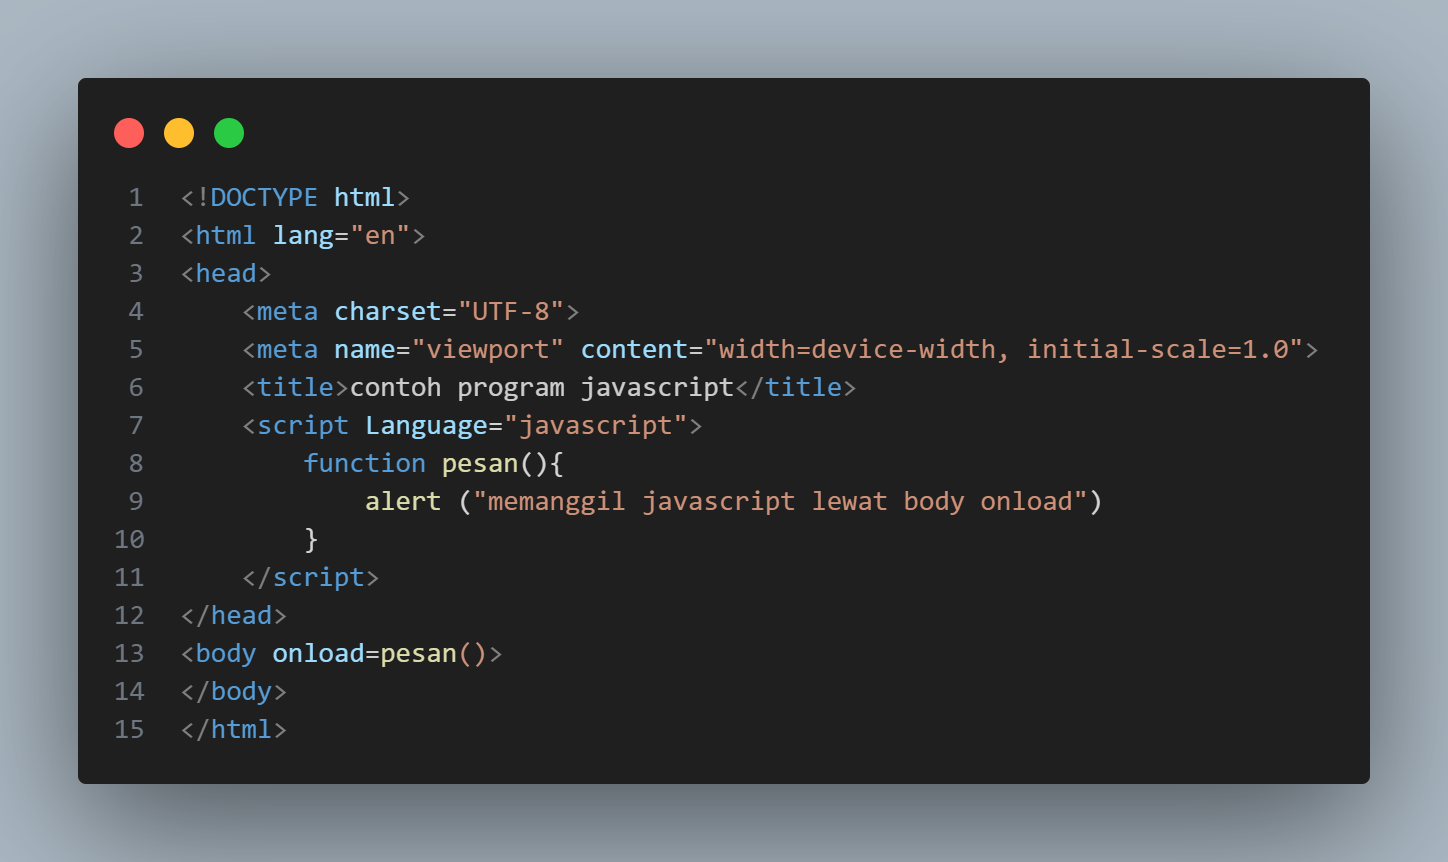 1 <!DOCTYPE html>
2 <html lang="en">
3 <head>
4     <meta charset="UTF-8">
5     <meta name="viewport" content="width=device-width, initial-scale=1.0">
6     <title>contoh program javascript</title>
7     <script Language="javascript">
8         function pesan(){
9             alert ("memanggil javascript lewat body onload")
10         }
11     </script>
12 </head>
13 <body onload=pesan()>
14 </body>
15 </html>